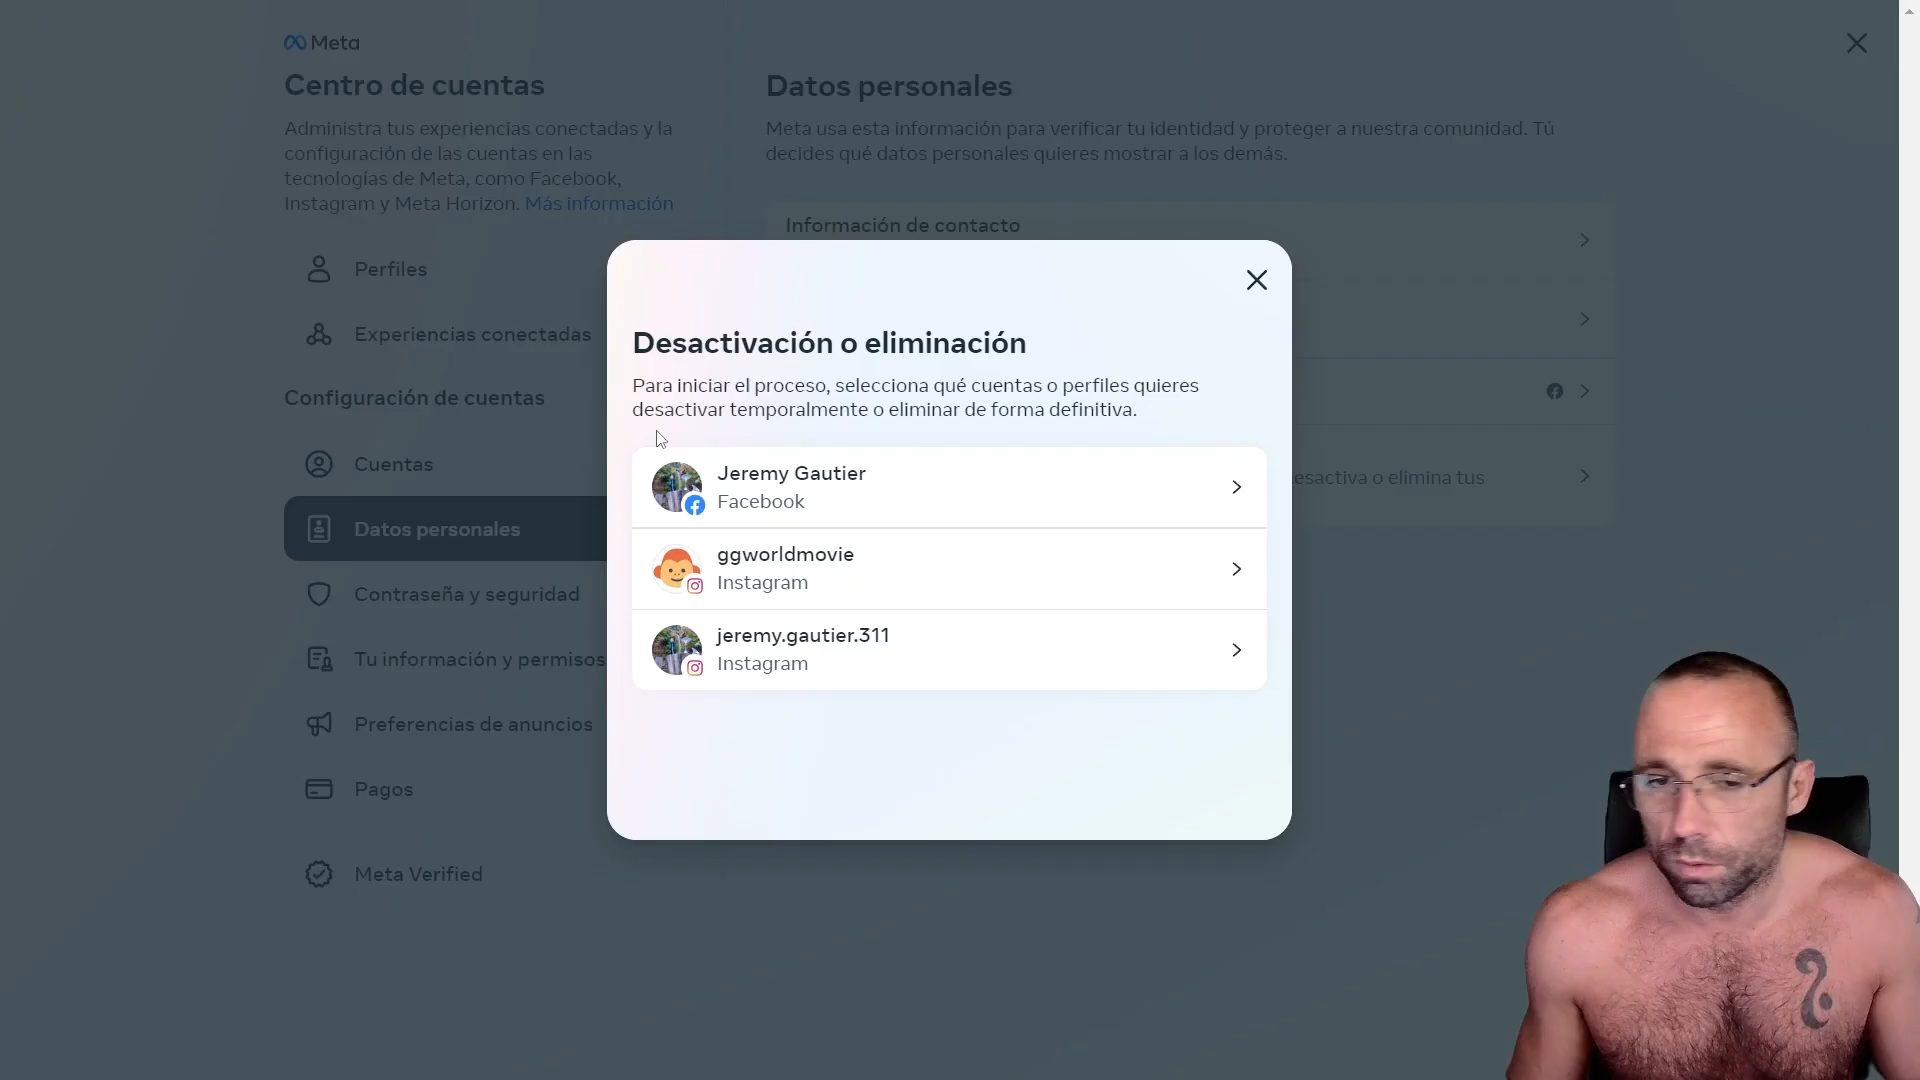 Meta
Centro de cuentas
Administra tus experiencias conectadas y la
configuración de las cuentas en las
tecnologías de Meta, como Facebook,
Instagram y Meta Horizon. Más información
Perfiles
Experiencias conectadas
Configuración de cuentas
Cuentas
Datos personales
Contraseña y seguridad
Tu información y permisos
Preferencias de anuncios
Pagos
Meta Verified
Datos personales
Meta usa esta información para verificar tu identidad y proteger a nuestra comunidad. Tú
decides qué datos personales quieres mostrar a los demás.
Información de contacto
esactiva o elimina tus
Desactivación o eliminación
Para iniciar el proceso, selecciona qué cuentas o perfiles quieres
desactivar temporalmente o eliminar de forma definitiva.
Jeremy Gautier
Facebook
ggworldmovie
Instagram
jeremy.gautier.311
Instagram